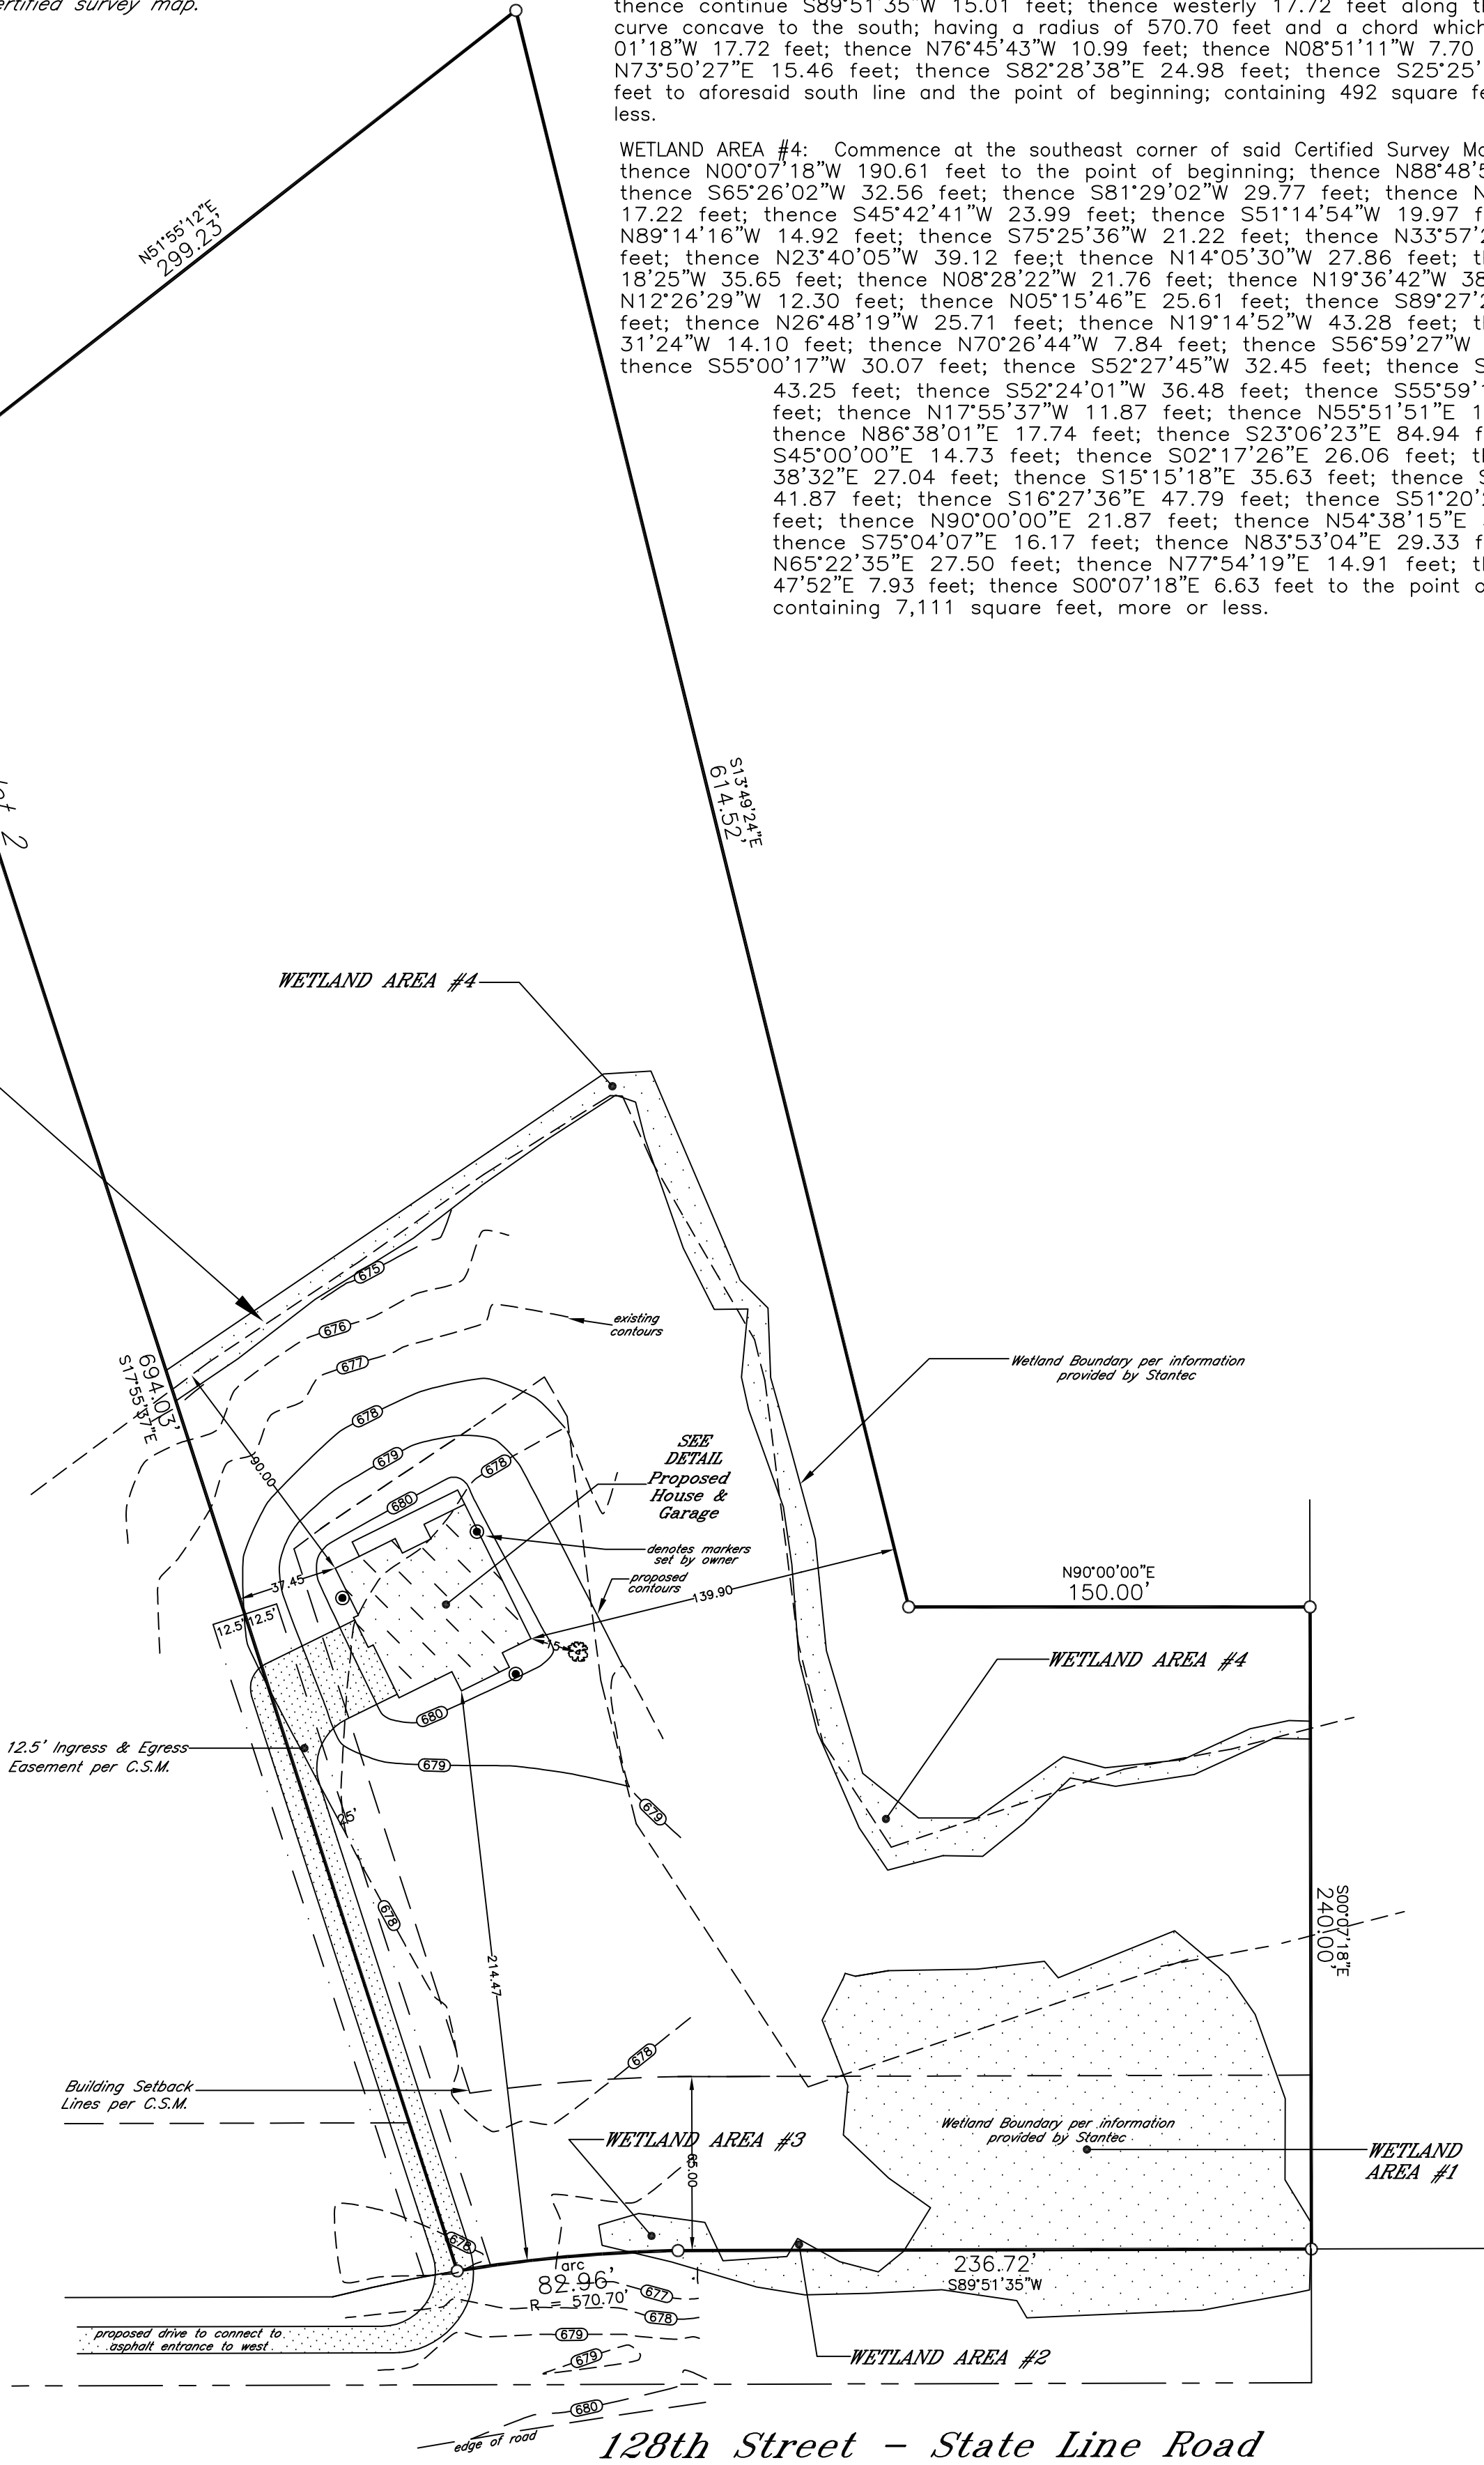 certified survey map.
thence continue S89°51'35"W 15.01 feet; thence westerly 17.72 feet along
curve concave to the south; having a radius of 570.70 feet and a chord which
01'18"W 17.72 feet; thence N76°45'43"W 10.99 feet; thence N08°51'11"W 7.70
N73°50'27"E 15.46 feet; thence S82°28'38"E 24.98 feet; thence S25°25'
feet to aforesaid south line and the point of beginning; containing 492 square
less.
WETLAND AREA #4: Commence at the southeast corner of said Certified Survey
thence N00°07'18"W 190.61 feet to the point of beginning; thence N88°48'
thence S65°26'02"W 32.56 feet; thence S81°29'02"W 29.77 feet; thence N
17.22 feet; thence S45°42'41"W 23.99 feet; thence S51°14'54"W 19.97 f
N89°14'16"W 14.92 feet; thence S75°25'36"W 21.22 feet; thence N33°57'
feet; thence N23°40'05"W 39.12 fee;t thence N14°05'30"W 27.86 feet;
18'25"W 35.65 feet; thence N08°28'22"W 21.76 feet; thence N19°36'42"W 38
N12°26'29"W 12.30 feet; thence N05°15'46"E 25.61 feet; thence S89°27'
feet; thence N26°48'19"W 25.71 feet; thence N19°14'52"W 43.28 feet;
31'24"W 14.10 feet; thence N70°26'44"W 7.84 feet; thence S56°59'27"W
thence S55°00'17"W 30.07 feet; thence S52°27'45"W 32.45 feet; thence S
43.25 feet; thence S52°24'01"W 36.48 feet; thence S55°59'
feet; thence N17°55'37"W 11.87 feet; thence N55°51'51"E 1
thence N86°38'01"E 17.74 feet; thence S23°06'23"E 84.94 f
S45°00'00"E 14.73 feet; thence S02°17'26"E 26.06 feet;
38'32"E 27.04 feet; thence S15°15'18"E 35.63 feet; thence S
41.87 feet; thence S16°27'36"E 47.79 feet; thence S51°20'
feet; thence N90°00'00"E 21.87 feet; thence N54°38'15"E
thence S75°04'07"E 16.17 feet; thence N83°53'04"E 29.33 f
N65°22'35"E 27.50 feet; thence N77°54'19"E 14.91 feet;
47'52"E 7.93 feet; thence S00°07'18"E 6.63 feet to the point
containing 7,111 square feet, more or less.
N51°55'12"E
299.23'
S13°49'24"E
614.52'
Lot 2
WETLAND AREA #4
675
676
677
existing
contours
Wetland Boundary per information
provided by Stantec
694.03'
S17°55'37"E
678
679
678
680
190.00
SEE
DETAIL
Proposed
House &
Garage
denotes markers
set by owner
proposed
contours
139.90
37.45
12.5' 12.5'
15
N90°00'00"E
150.00'
WETLAND AREA #4
680
679
679
12.5' Ingress & Egress
Easement per C.S.M.
25'
678
214.47
S00°07'18"E
240.00'
678
Building Setback
Lines per C.S.M.
Wetland Boundary per information
provided by Stantec
WETLAND
AREA #1
WETLAND AREA #3
65.00
678
arc
82.96'
R = 570.70'
236.72'
S89°51'35"W
677
678
679
679
680
proposed drive to connect to
asphalt entrance to west
WETLAND AREA #2
edge of road
128th Street - State Line Road